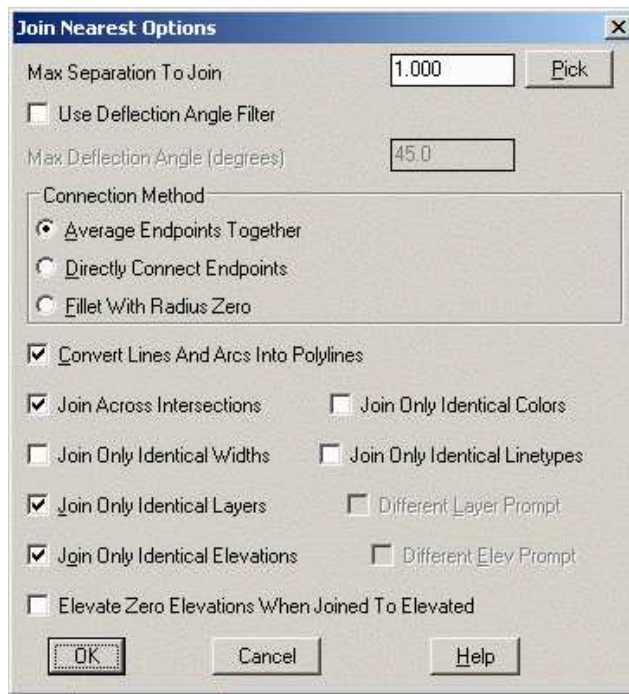 Join Nearest Options
Max Separation To Join 1.000 Pick
Use Deflection Angle Filter
Max Deflection Angle (degrees) 45.0
Connection Method
Average Endpoints Together
Directly Connect Endpoints
Fillet With Radius Zero
Convert Lines And Arcs Into Polylines
Join Across Intersections Join Only Identical Colors
Join Only Identical Widths Join Only Identical Linetypes
Join Only Identical Layers Different Layer Prompt
Join Only Identical Elevations Different Elev Prompt
Elevate Zero Elevations When Joined To Elevated
OK Cancel Help